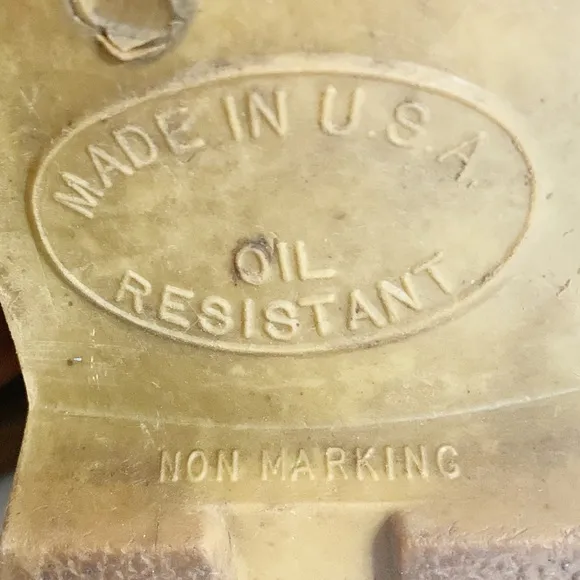 MADE IN U.S.A.
OIL
RESISTANT
NON MARKING